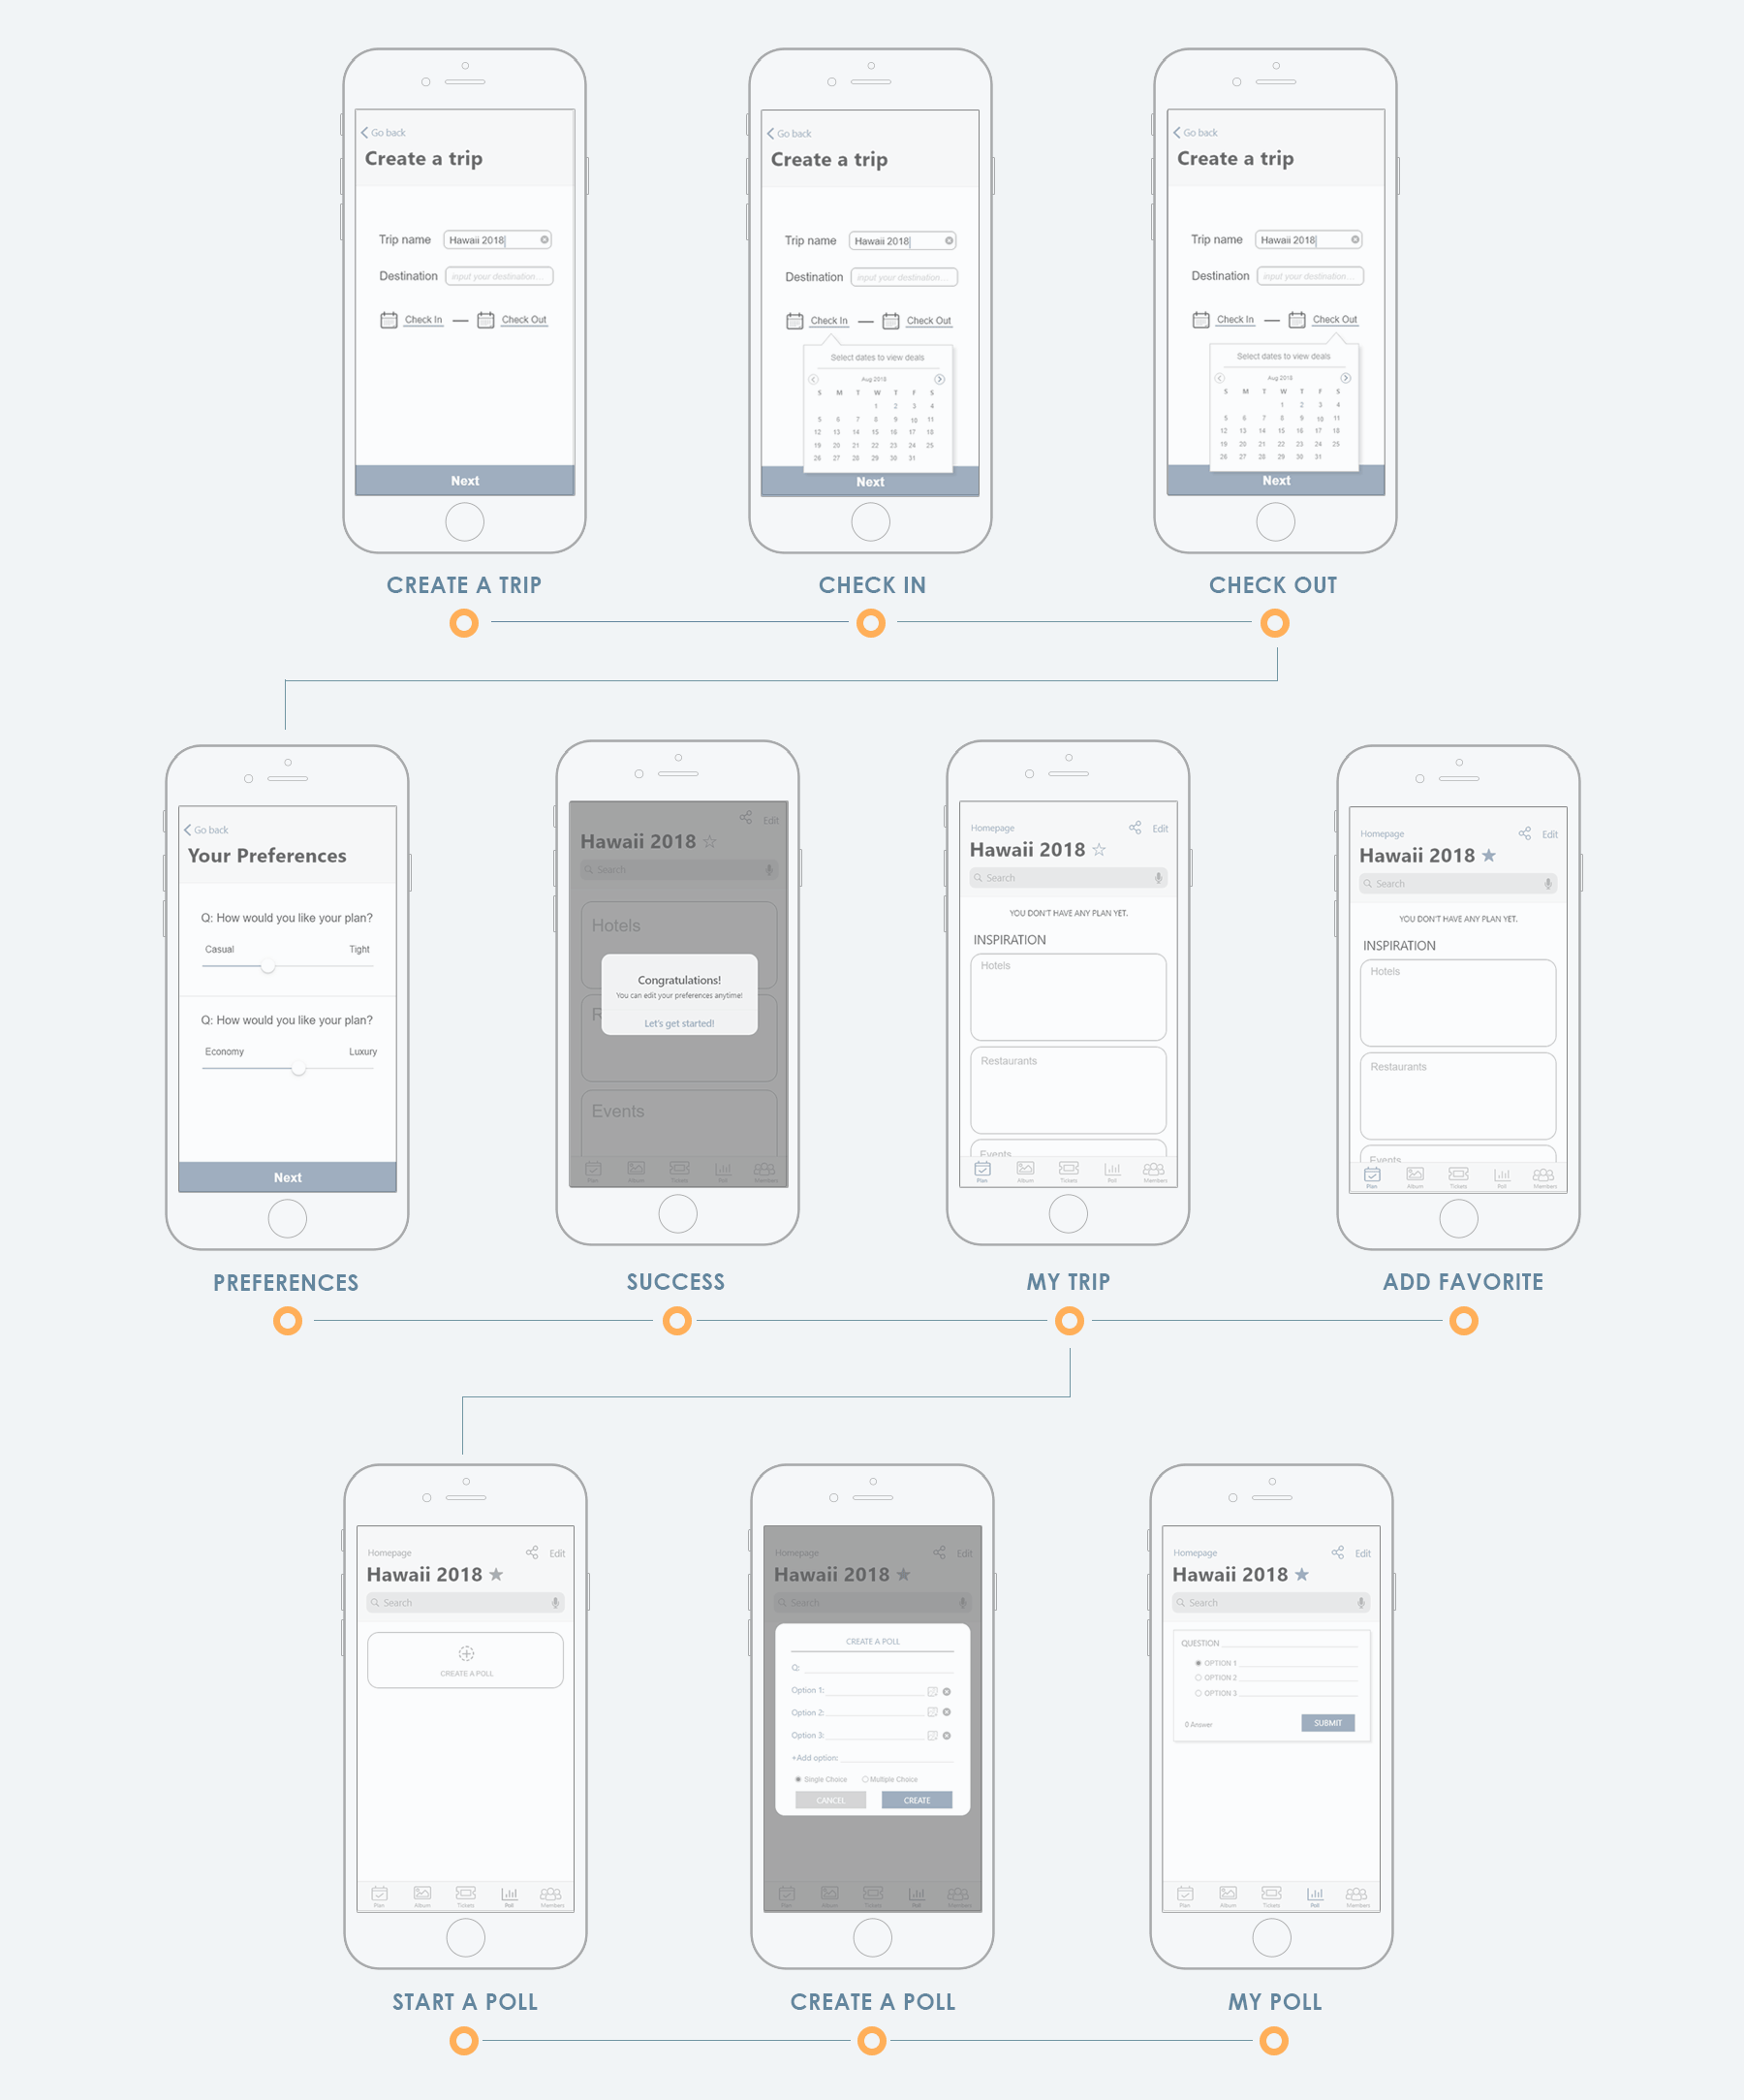 Go back
Create a trip
Trip name Hawaii 2018
Destination input your destination...
Check In — Check Out
Next
CREATE A TRIP
Go back
Create a trip
Trip name Hawaii 2018
Destination input your destination...
Check In — Check Out
Select dates to view deals
Aug 2018
S M T W T F S
1 2 3 4
5 6 7 8 9 10 11
12 13 14 15 16 17 18
19 20 21 22 23 24 25
26 27 28 29 30 31
Next
CHECK IN
Go back
Create a trip
Trip name Hawaii 2018
Destination input your destination...
Check In — Check Out
Select dates to view deals
Aug 2018
S M T W T F S
1 2 3 4
5 6 7 8 9 10 11
12 13 14 15 16 17 18
19 20 21 22 23 24 25
26 27 28 29 30 31
Next
CHECK OUT
Go back
Your Preferences
Q: How would you like your plan?
Casual Tight
Q: How would you like your plan?
Economy Luxury
Next
PREFERENCES
Edit
Hawaii 2018
Search
Hotels
Congratulations!
You can edit your preferences anytime!
R
Let's get started!
Events
Plan Album Tickets Poll Members
SUCCESS
Homepage Edit
Hawaii 2018
Search
YOU DON'T HAVE ANY PLAN YET.
INSPIRATION
Hotels
Restaurants
Events
Plan Album Tickets Poll Members
MY TRIP
Homepage Edit
Hawaii 2018
Search
YOU DON'T HAVE ANY PLAN YET.
INSPIRATION
Hotels
Restaurants
Events
Plan Album Tickets Poll Members
ADD FAVORITE
Homepage Edit
Hawaii 2018
Search
CREATE A POLL
Plan Album Tickets Poll Members
START A POLL
Homepage Edit
Hawaii 2018
Search
CREATE A POLL
Q:
Option 1:
Option 2:
Option 3:
+Add option:
Single Choice Multiple Choice
CANCEL CREATE
Plan Album Tickets Poll Members
CREATE A POLL
Homepage Edit
Hawaii 2018
Search
QUESTION
OPTION 1
OPTION 2
OPTION 3
0 Answer SUBMIT
Plan Album Tickets Poll Members
MY POLL